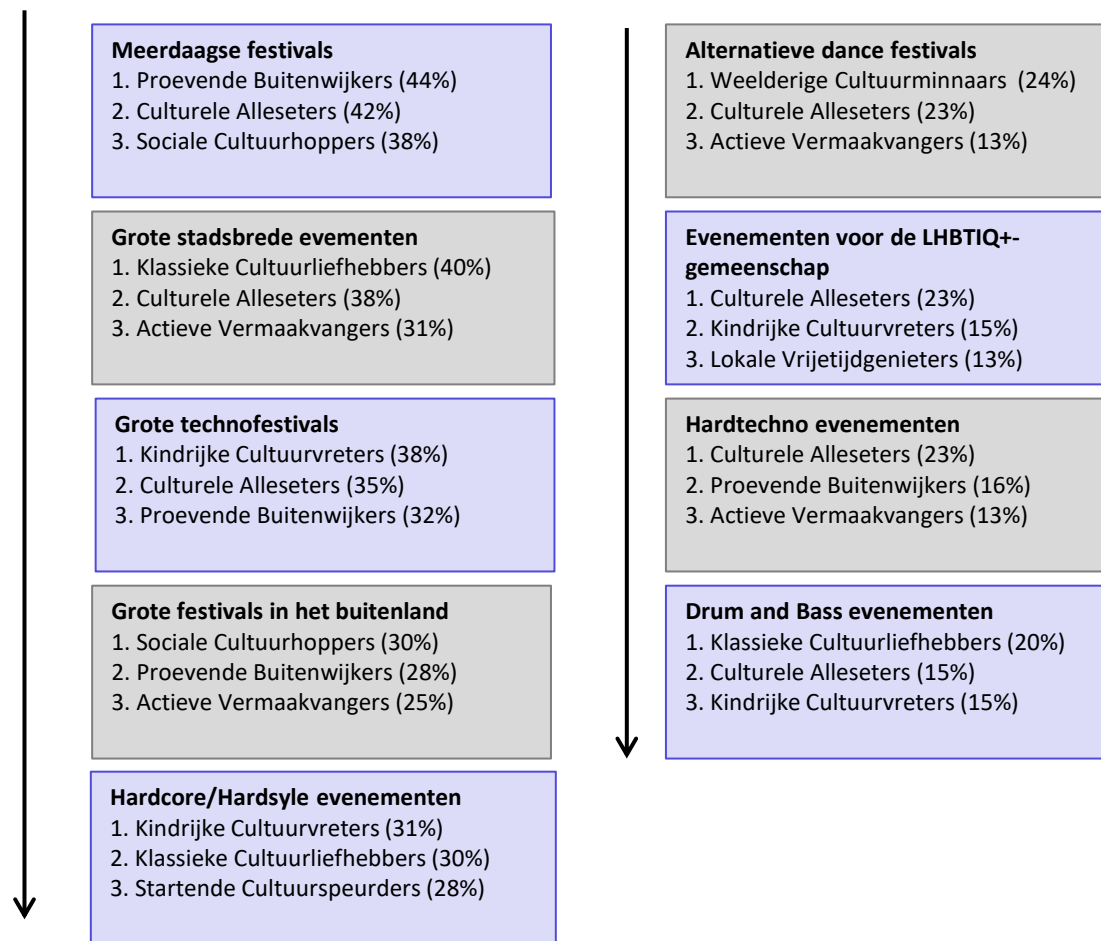 Meerdaagse festivals
1. Proevende Buitenwijkers (44%)
2. Culturele Alleseters (42%)
3. Sociale Cultuurhoppers (38%)
Grote stadsbrede evementen
1. Klassieke Cultuurliefhebbers (40%)
2. Culturele Alleseters (38%)
3. Actieve Vermaakvangers (31%)
Grote technofestivals
1. Kindrijke Cultuurvreters (38%)
2. Culturele Alleseters (35%)
3. Proevende Buitenwijkers (32%)
Grote festivals in het buitenland
1. Sociale Cultuurhoppers (30%)
2. Proevende Buitenwijkers (28%)
3. Actieve Vermaakvangers (25%)
Hardcore/Hardsyle evenementen
1. Kindrijke Cultuurvreters (31%)
2. Klassieke Cultuurliefhebbers (30%)
3. Startende Cultuurspeurders (28%)
Alternatieve dance festivals
1. Weelderige Cultuurminnaars (24%)
2. Culturele Alleseters (23%)
3. Actieve Vermaakvangers (13%)
Evenementen voor de LHBTIQ+-
gemeenschap
1. Culturele Alleseters (23%)
2. Kindrijke Cultuurvreters (15%)
3. Lokale Vrijetijdgenieters (13%)
Hardtechno evenementen
1. Culturele Alleseters (23%)
2. Proevende Buitenwijkers (16%)
3. Actieve Vermaakvangers (13%)
Drum and Bass evenementen
1. Klassieke Cultuurliefhebbers (20%)
2. Culturele Alleseters (15%)
3. Kindrijke Cultuurvreters (15%)